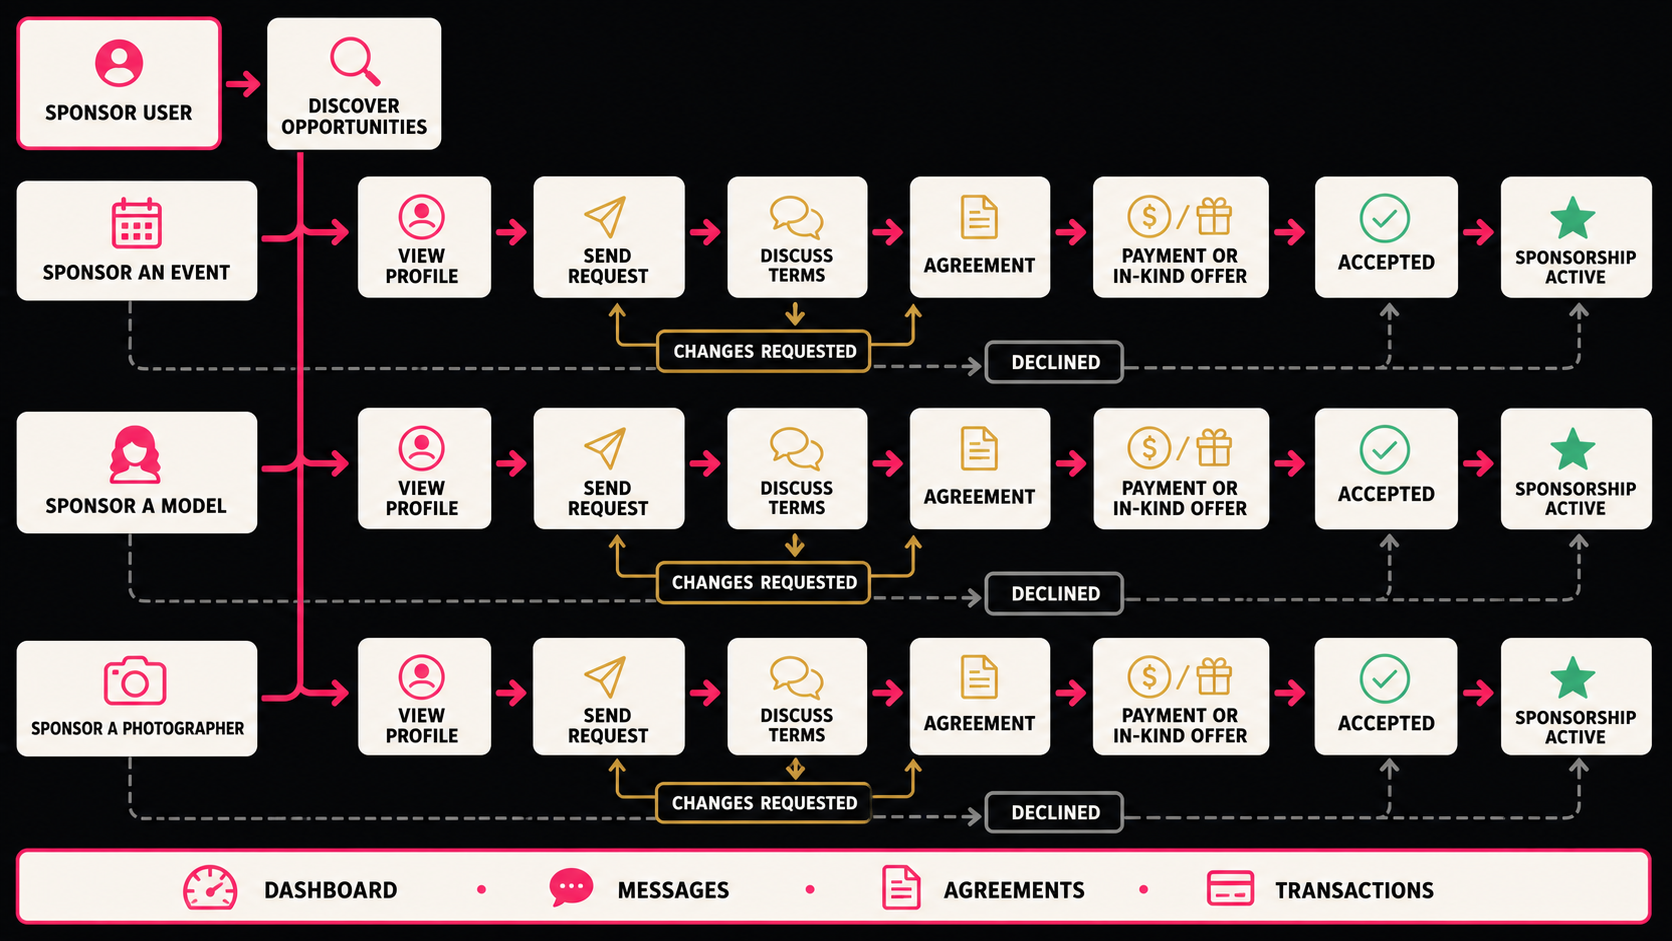 SPONSOR USER
DISCOVER
OPPORTUNITIES
SPONSOR AN EVENT
VIEW
PROFILE
SEND
REQUEST
DISCUSS
TERMS
AGREEMENT
$
PAYMENT OR
IN-KIND OFFER
ACCEPTED
SPONSORSHIP
ACTIVE
CHANGES REQUESTED
DECLINED
SPONSOR A MODEL
VIEW
PROFILE
SEND
REQUEST
DISCUSS
TERMS
AGREEMENT
$
PAYMENT OR
IN-KIND OFFER
ACCEPTED
SPONSORSHIP
ACTIVE
CHANGES REQUESTED
DECLINED
SPONSOR A PHOTOGRAPHER
VIEW
PROFILE
SEND
REQUEST
DISCUSS
TERMS
AGREEMENT
$
PAYMENT OR
IN-KIND OFFER
ACCEPTED
SPONSORSHIP
ACTIVE
CHANGES REQUESTED
DECLINED
DASHBOARD • MESSAGES • AGREEMENTS • TRANSACTIONS